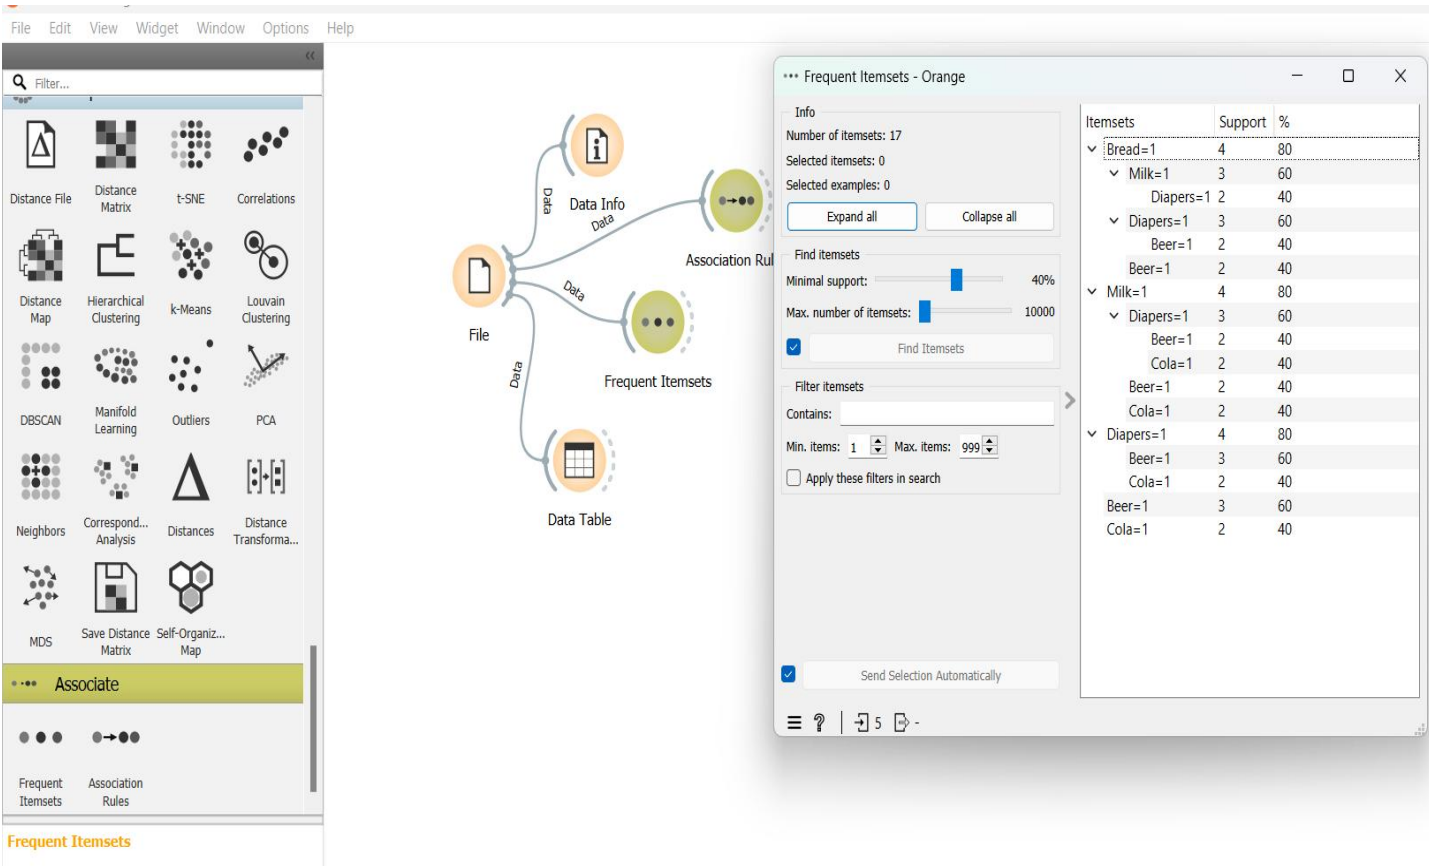 File Edit View Widget Window Options Help
Filter...
Distance File
Distance Matrix
t-SNE
Correlations
Distance Map
Hierarchical Clustering
k-Means
Louvain Clustering
DBSCAN
Manifold Learning
Outliers
PCA
Neighbors
Correspond... Analysis
Distances
Distance Transforma...
MDS
Save Distance Matrix
Self-Organiz... Map
Associate
Frequent Itemsets
Association Rules
Frequent Itemsets
File
Data
Data Info
Data
Association Rul
Data
Frequent Itemsets
Data
Data Table
Frequent Itemsets - Orange
Info
Number of itemsets: 17
Selected itemsets: 0
Selected examples: 0
Expand all Collapse all
Find itemsets
Minimal support: 40%
Max. number of itemsets: 10000
Find Itemsets
Filter itemsets
Contains:
Min. items: 1 Max. items: 999
Apply these filters in search
Send Selection Automatically
5 -
Itemsets Support %
Bread=1 4 80
Milk=1 3 60
Diapers=1 2 40
Diapers=1 3 60
Beer=1 2 40
Beer=1 2 40
Milk=1 4 80
Diapers=1 3 60
Beer=1 2 40
Cola=1 2 40
Beer=1 2 40
Cola=1 2 40
Diapers=1 4 80
Beer=1 3 60
Cola=1 2 40
Beer=1 3 60
Cola=1 2 40